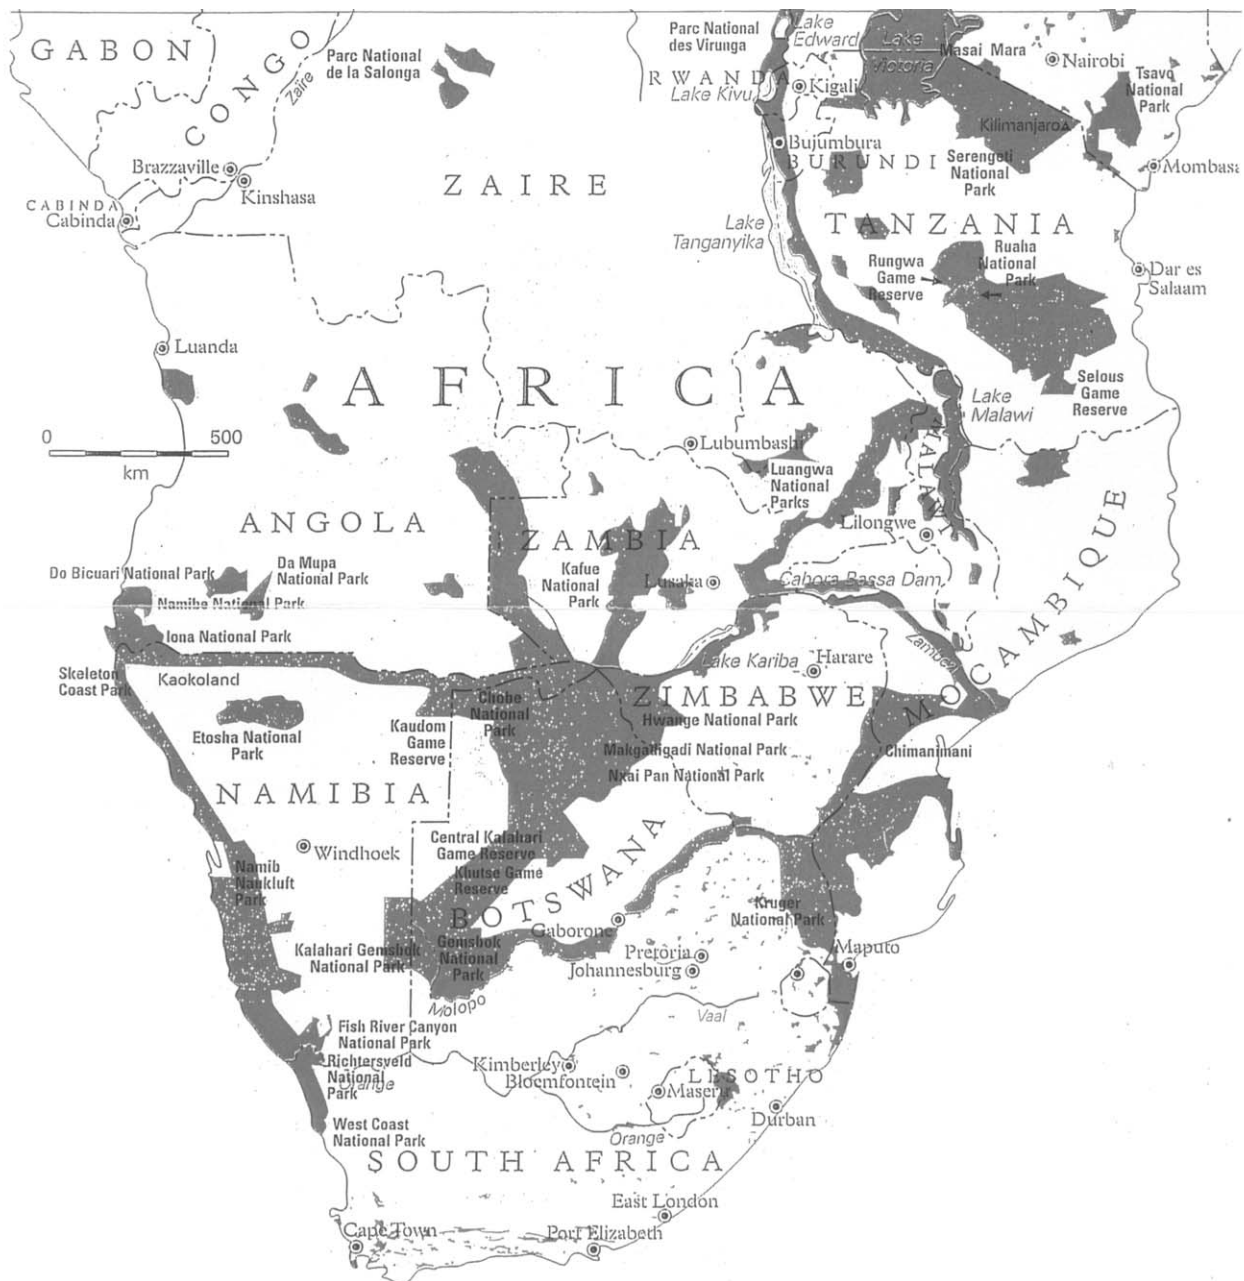 GABON
CONGO
Zaire
Parc National
de la Salonga
Parc National
des Virunga
Lake
Edward
Lake
Victoria
Masai Mara
Nairobi
RWANDA
Lake Kivu
Kigali
Tsavo
National
Park
Kilimanjaro
Bujumbura
BURUNDI
Serengeti
National
Park
Mombasa
Brazzaville
Kinshasa
ZAIRE
CABINDA
Cabinda
Lake
Tanganyika
TANZANIA
Rungwa
Game
Reserve
Ruaha
National
Park
Dar es
Salaam
Luanda
AFRICA
Lake
Malawi
Selous
Game
Reserve
0 500
km
Lubumbashi
Luangwa
National
Parks
MALAWI
ANGOLA
ZAMBIA
Lilongwe
Do Bicuari National Park
Da Mupa
National Park
Kafue
National
Park
Lusaka
Cabora Bassa Dam
Namibe National Park
Iona National Park
MOCAMBIQUE
Skeleton
Coast Park
Kaokoland
Lake Kariba
Harare
ZIMBABWE
Chobe
National
Park
Hwange National Park
Etosha National
Park
Kaudom
Game
Reserve
Makgalligadi National Park
Chimanimani
Nxai Pan National Park
NAMIBIA
Windhoek
Central Kalahari
Game Reserve
Khutse Game
Reserve
BOTSWANA
Namib
Naukluft
Park
Gaborone
Kruger
National Park
Kalahari Gemsbok
National Park
Gemsbok
National
Park
Pretoria
Johannesburg
Maputo
Molopo
Vaal
Fish River Canyon
National Park
Richtersveld
National
Park
Orange
Kimberley
Bloemfontein
LESOTHO
Maseru
Durban
West Coast
National Park
Orange
SOUTH AFRICA
East London
Cape Town
Port Elizabeth